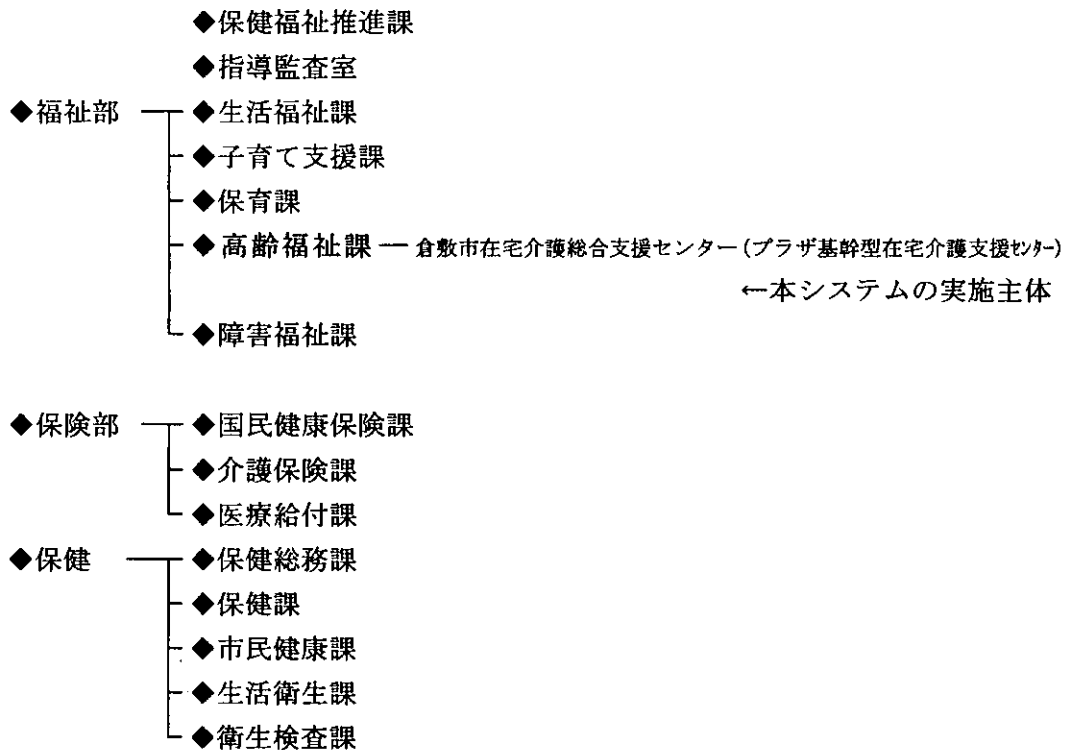 ◆保健福祉推進課
◆指導監査室
◆福祉部 ◆生活福祉課
◆子育て支援課
◆保育課
◆高齢福祉課 ― 倉敷市在宅介護総合支援センター(プラザ基幹型在宅介護支援ｾﾝﾀｰ)
←本システムの実施主体
◆障害福祉課
◆保険部 ◆国民健康保険課
◆介護保険課
◆医療給付課
◆保健 ◆保健総務課
◆保健課
◆市民健康課
◆生活衛生課
◆衛生検査課